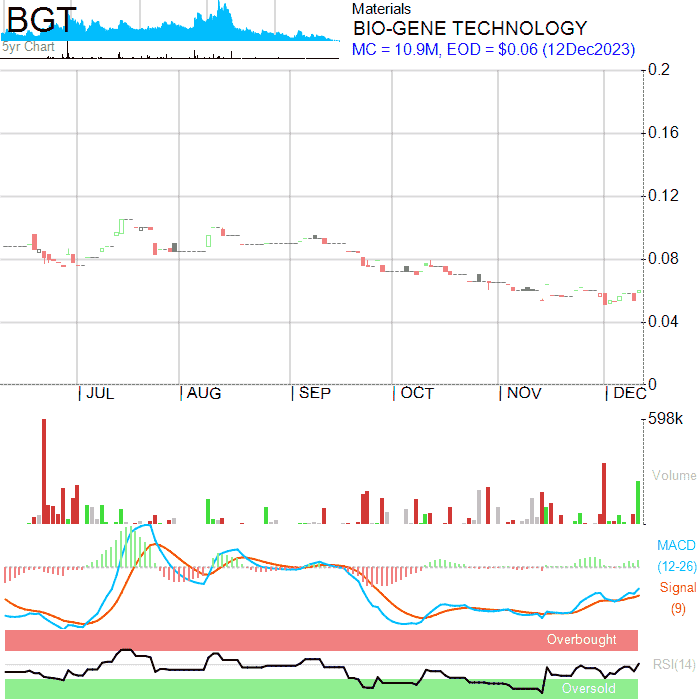 BGT
5yr Chart
Materials
BIO-GENE TECHNOLOGY
MC = 10.9M, EOD = $0.06 (12Dec2023)
0.2
0.16
0.12
0.08
0.04
0
JUL
AUG
SEP
OCT
NOV
DEC
598k
Volume
MACD
(12-26)
Signal
(9)
Overbought
RSI(14)
Oversold